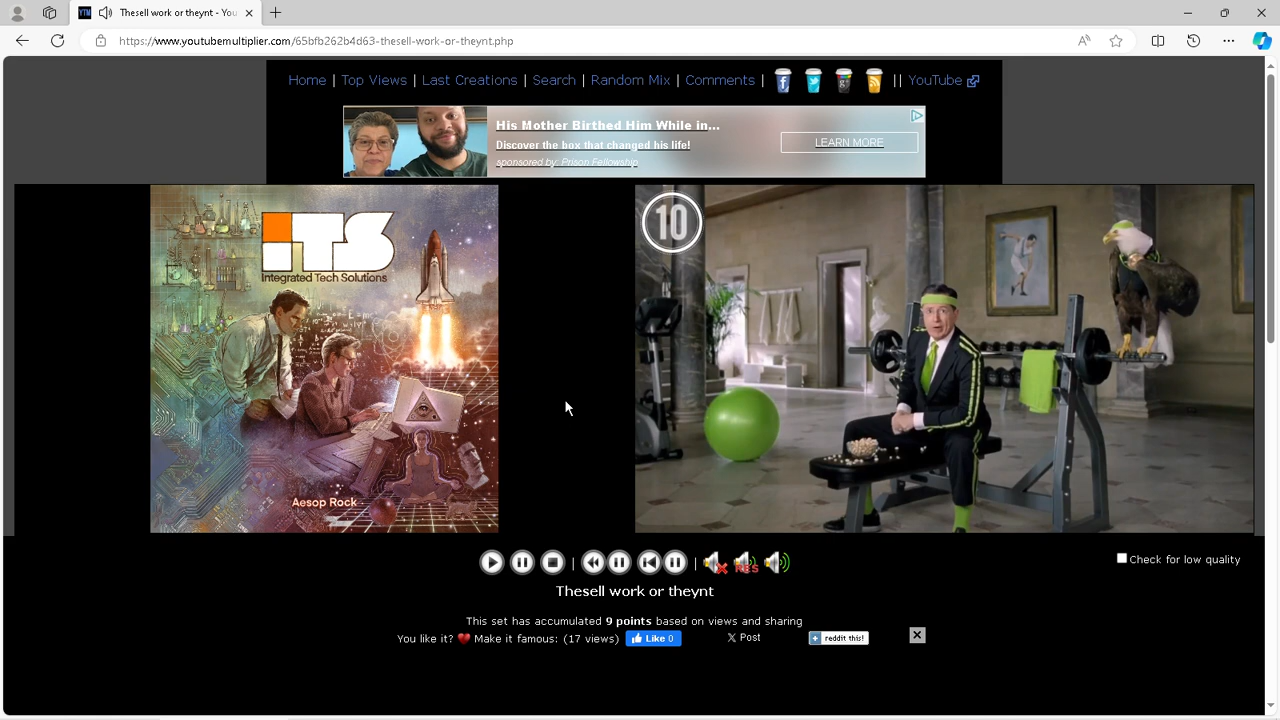 YTM
Thesell work or theynt - You
https://www.youtubemultiplier.com/65bfb262b4d63-thesell-work-or-theynt.php
Home | Top Views | Last Creations | Search | Random Mix | Comments | || YouTube
His Mother Birthed Him While in...
Discover the box that changed his life!
sponsored by: Prison Fellowship
LEARN MORE
iTS
Integrated Tech Solutions
Aesop Rock
10
Check for low quality
Thesell work or theynt
This set has accumulated 9 points based on views and sharing
You like it? ❤ Make it famous: (17 views) Like 0 X Post + reddit this!